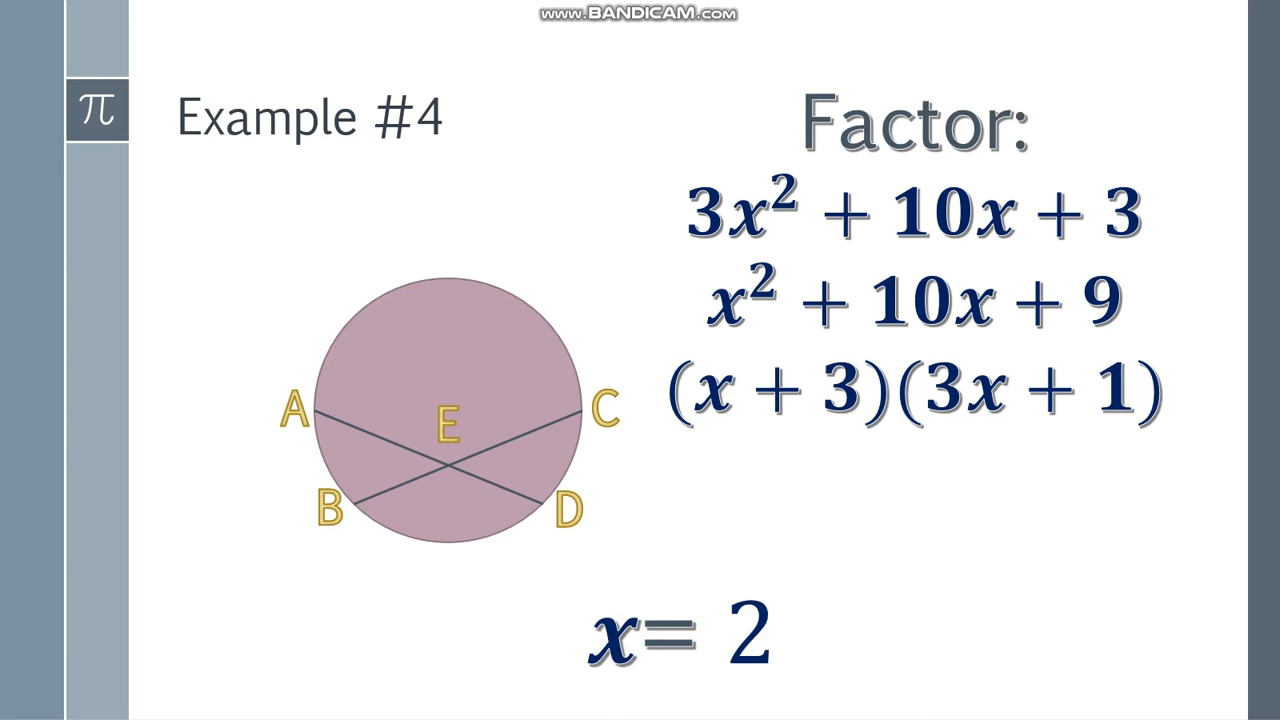 www.BANDICAM.com
π
Example #4
Factor:
3x² + 10x + 3
x² + 10x + 9
(x + 3)(3x + 1)
A
E
C
B
D
x= 2